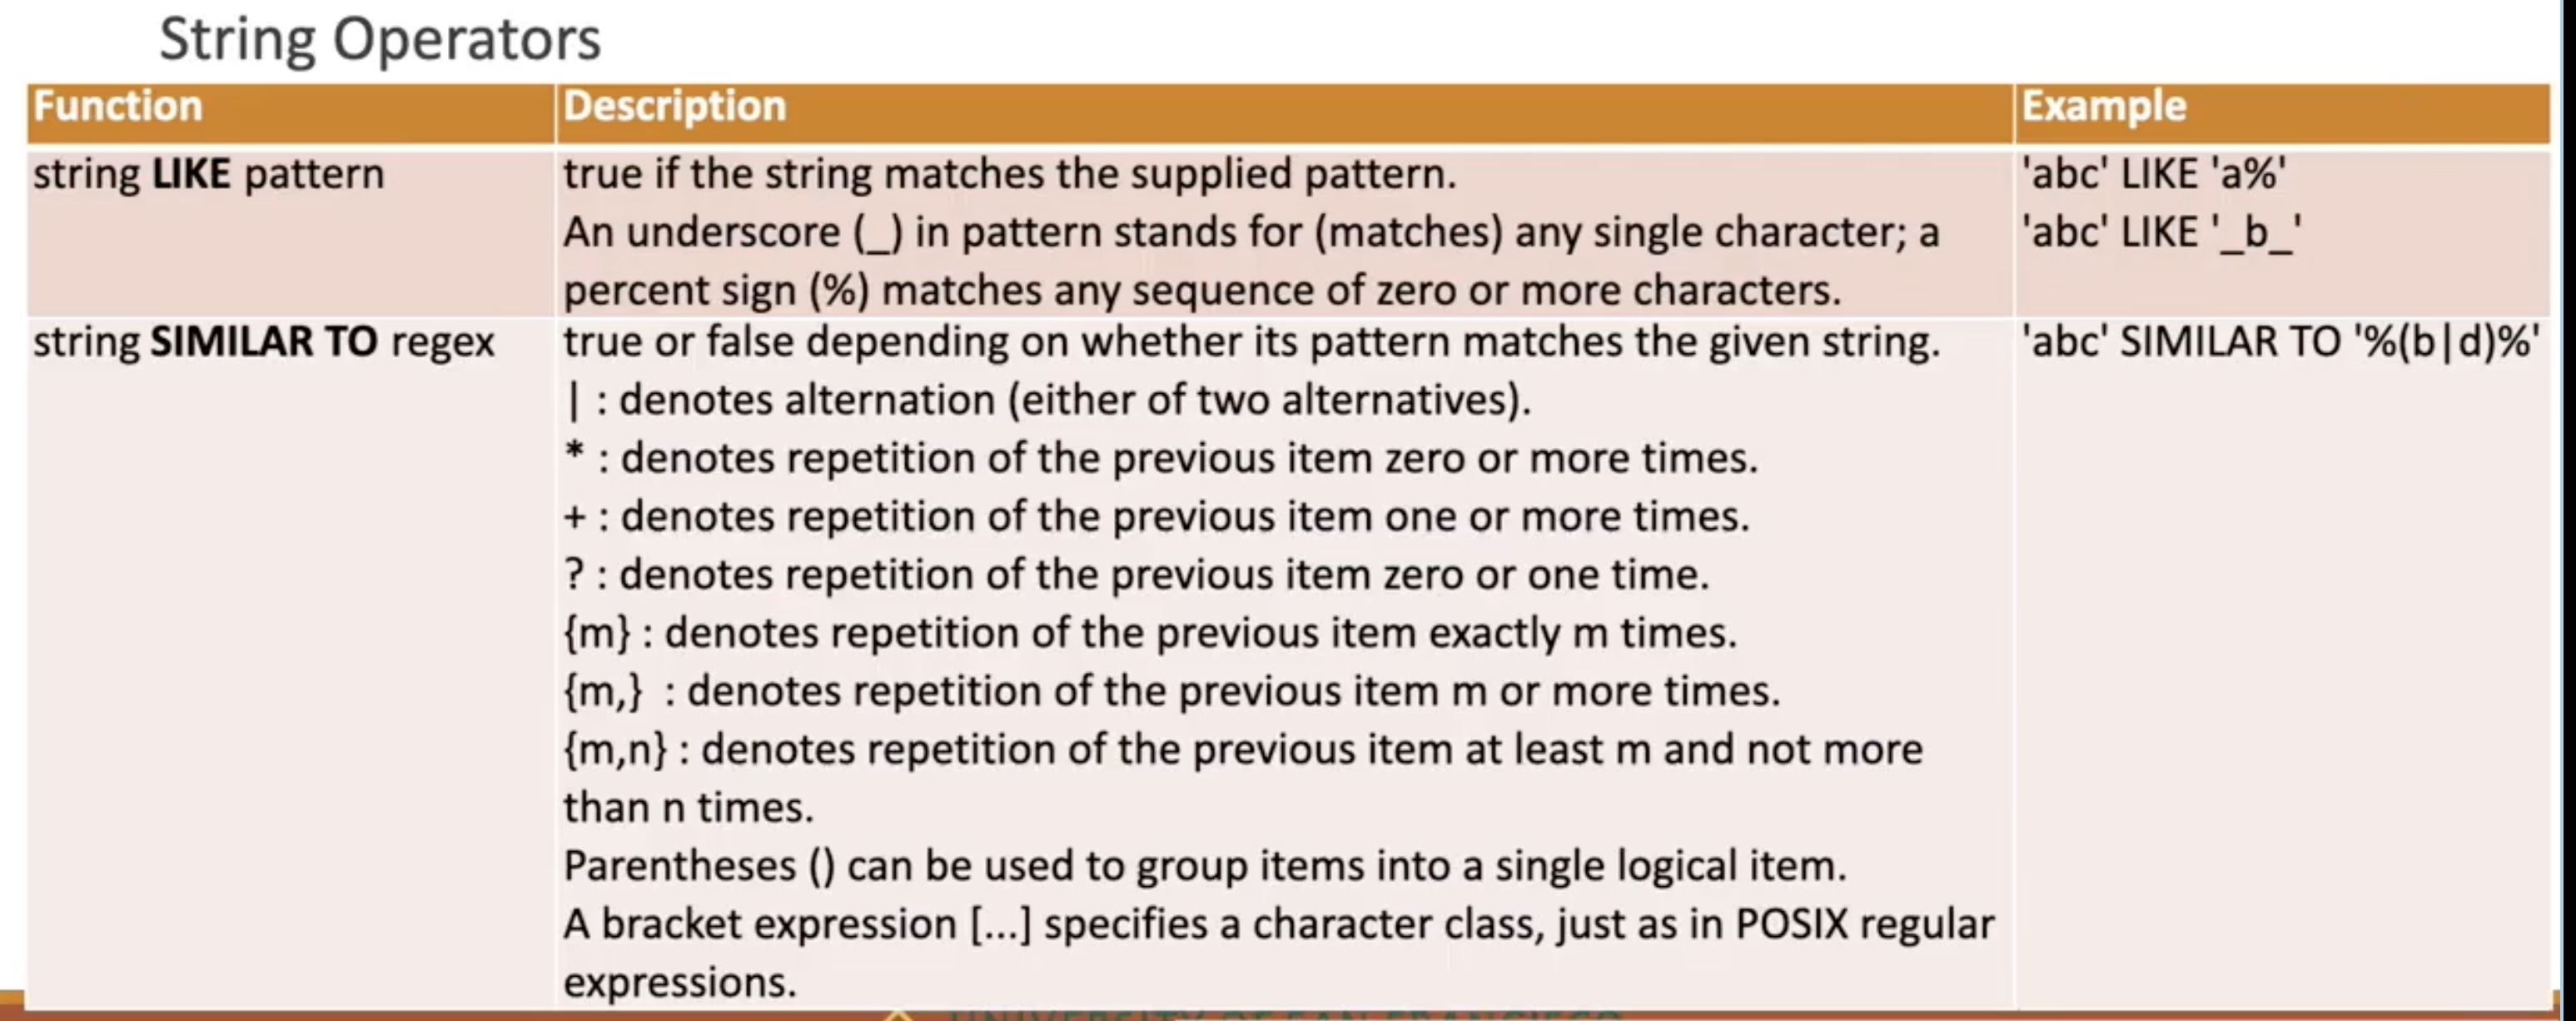 String Operators
Function Description Example
string LIKE pattern true if the string matches the supplied pattern. 'abc' LIKE 'a%'
An underscore (_) in pattern stands for (matches) any single character; a 'abc' LIKE '_b_'
percent sign (%) matches any sequence of zero or more characters.
string SIMILAR TO regex true or false depending on whether its pattern matches the given string. 'abc' SIMILAR TO '%(b|d)%'
| : denotes alternation (either of two alternatives).
* : denotes repetition of the previous item zero or more times.
+ : denotes repetition of the previous item one or more times.
? : denotes repetition of the previous item zero or one time.
{m} : denotes repetition of the previous item exactly m times.
{m,} : denotes repetition of the previous item m or more times.
{m,n} : denotes repetition of the previous item at least m and not more
than n times.
Parentheses () can be used to group items into a single logical item.
A bracket expression [...] specifies a character class, just as in POSIX regular
expressions.
UNIVERSITY OF SAN FRANCISCO